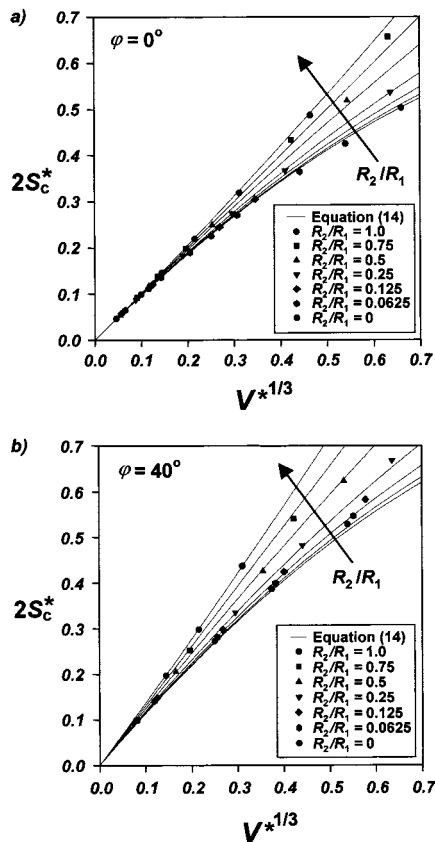 a)
φ = 0°
0.7
0.6
0.5
0.4
0.3
0.2
0.1
0.0
2S*c
R2/R1
Equation (14)
R2/R1 = 1.0
R2/R1 = 0.75
R2/R1 = 0.5
R2/R1 = 0.25
R2/R1 = 0.125
R2/R1 = 0.0625
R2/R1 = 0
0.0 0.1 0.2 0.3 0.4 0.5 0.6 0.7
V*1/3
b)
φ = 40°
0.7
0.6
0.5
0.4
0.3
0.2
0.1
0.0
2S*c
R2/R1
Equation (14)
R2/R1 = 1.0
R2/R1 = 0.75
R2/R1 = 0.5
R2/R1 = 0.25
R2/R1 = 0.125
R2/R1 = 0.0625
R2/R1 = 0
0.0 0.1 0.2 0.3 0.4 0.5 0.6 0.7
V*1/3